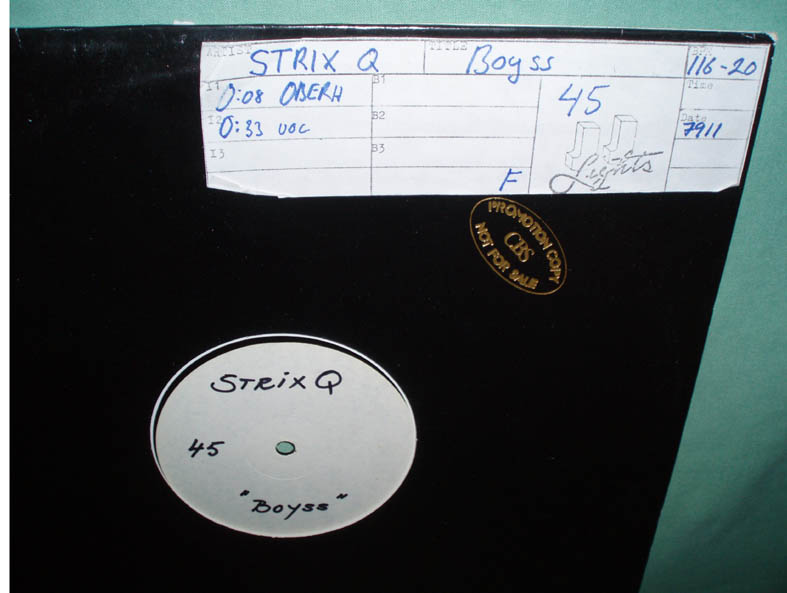 ARTIST STRIX Q TITLE Boyss BPM 116-20
I1 0:08 OBERH B1 45 Time
I2 0:33 VOC B2 Date 7911
I3 B3 F Lights
PROMOTION COPY
CBS
NOT FOR SALE
STRiX Q
45
"Boyss"